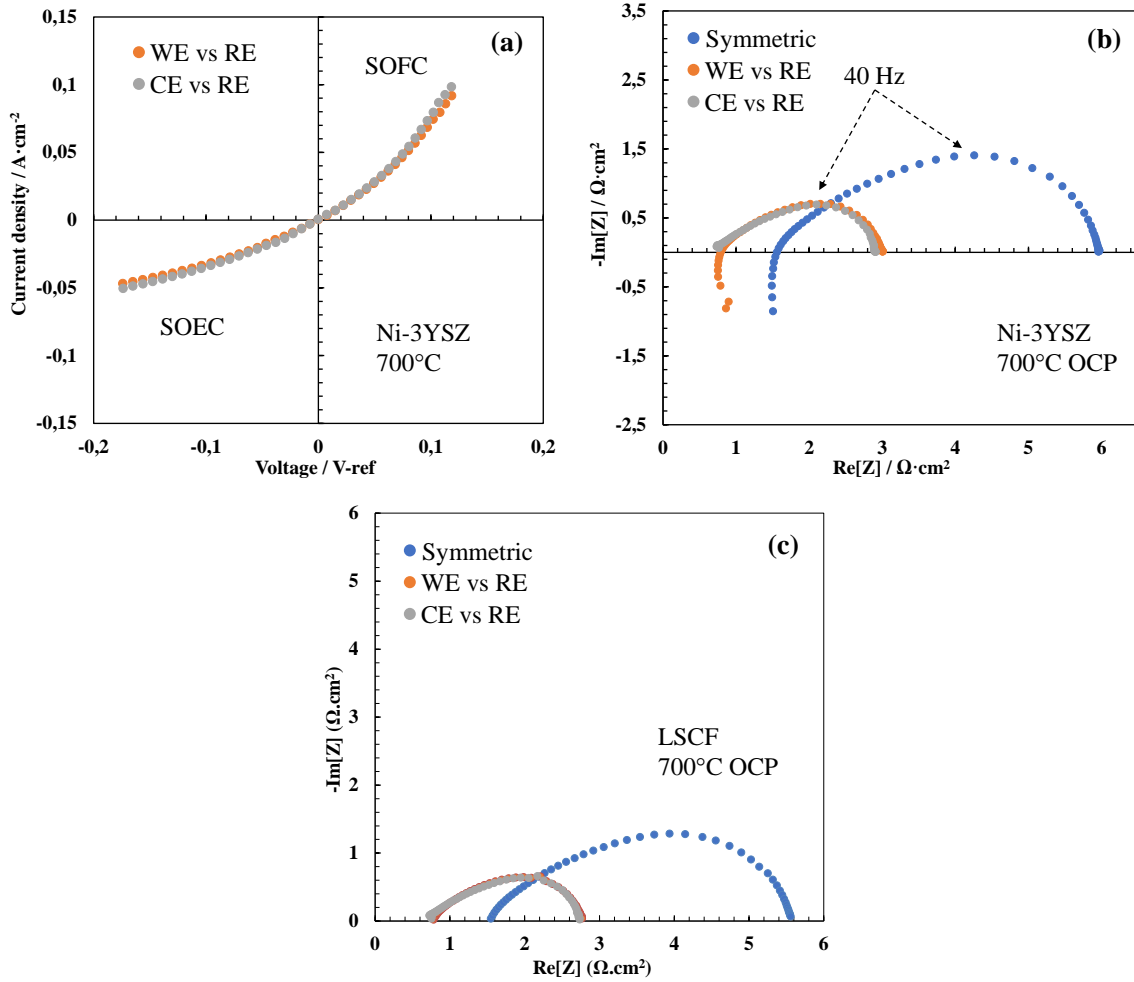 (a)
WE vs RE
CE vs RE
SOFC
SOEC
Ni-3YSZ
700°C
0,15
0,1
0,05
0
-0,05
-0,1
-0,15
-0,2
-0,1
0
0,1
0,2
Current density / A·cm-2
Voltage / V-ref
(b)
Symmetric
WE vs RE
CE vs RE
40 Hz
Ni-3YSZ
700°C OCP
3,5
2,5
1,5
0,5
-0,5
-1,5
-2,5
0
1
2
3
4
5
6
-Im[Z] / Ω·cm2
Re[Z] / Ω·cm2
(c)
Symmetric
WE vs RE
CE vs RE
LSCF
700°C OCP
6
5
4
3
2
1
0
0
1
2
3
4
5
6
-Im[Z] (Ω.cm2)
Re[Z] (Ω.cm2)